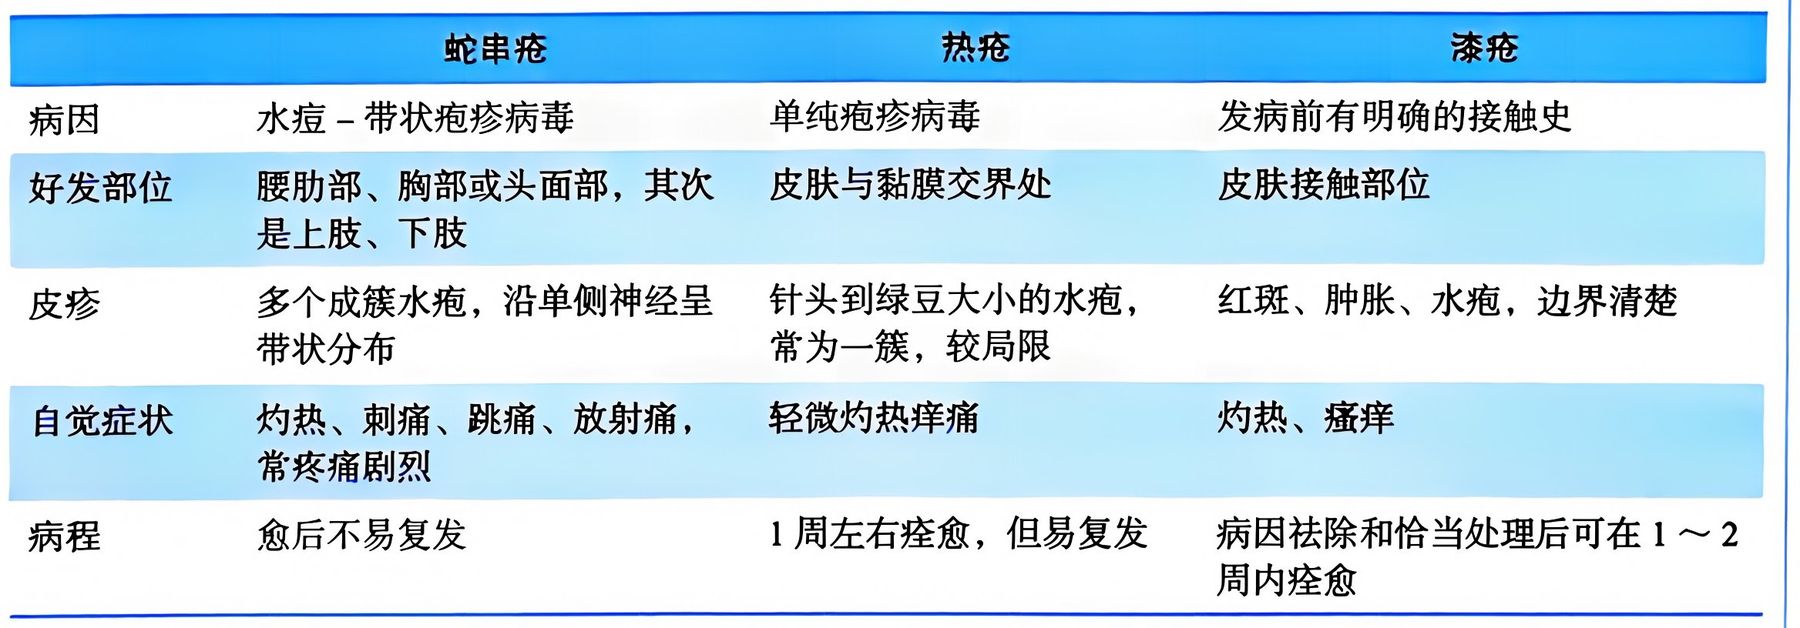 蛇串疮 热疮 漆疮
病因 水痘－带状疱疹病毒 单纯疱疹病毒 发病前有明确的接触史
好发部位 腰肋部、胸部或头面部，其次 皮肤与黏膜交界处 皮肤接触部位
是上肢、下肢
皮疹 多个成簇水疱，沿单侧神经呈 针头到绿豆大小的水疱， 红斑、肿胀、水疱，边界清楚
带状分布 常为一簇，较局限
自觉症状 灼热、刺痛、跳痛、放射痛， 轻微灼热痒痛 灼热、瘙痒
常疼痛剧烈
病程 愈后不易复发 1 周左右痊愈，但易复发 病因祛除和恰当处理后可在 1～2
周内痊愈